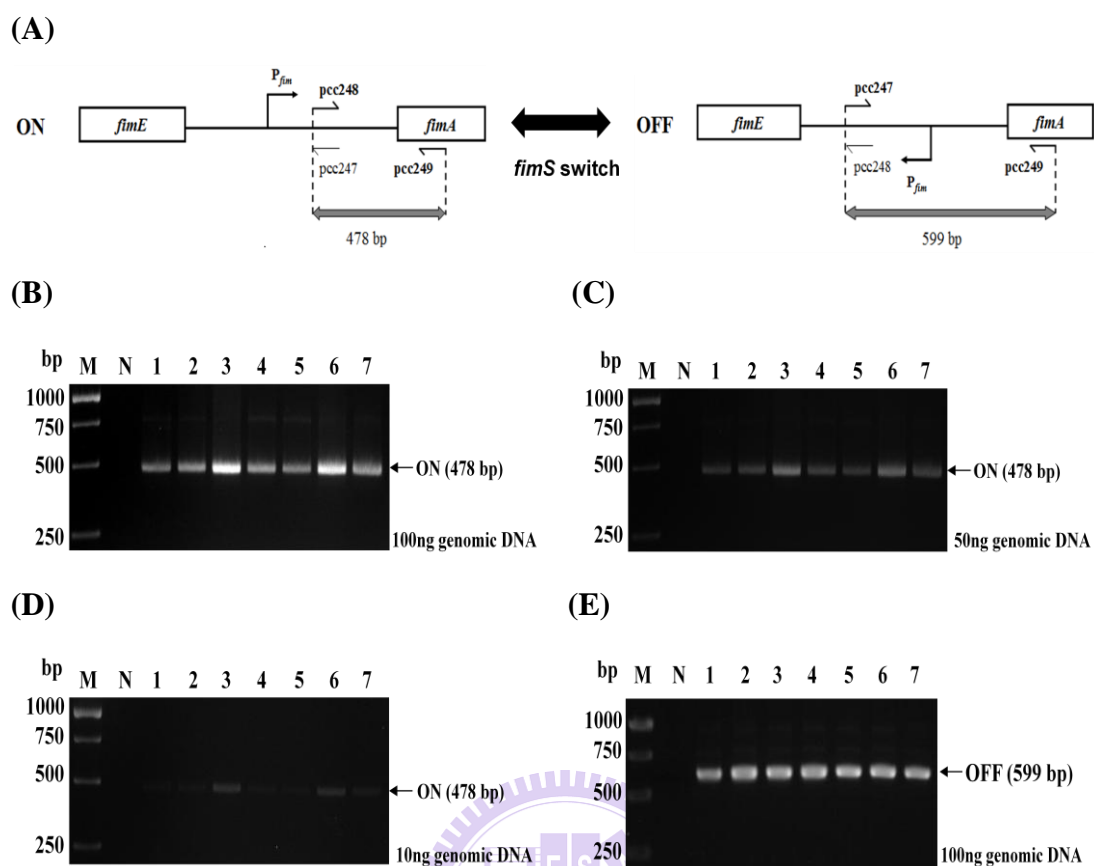 (A)
ON
fimE
Pfim
pcc248
pcc247
fimA
pcc249
478 bp
fimS switch
OFF
fimE
pcc247
pcc248
Pfim
fimA
pcc249
599 bp
(B)
bp M N 1 2 3 4 5 6 7
1000
750
500
250
ON (478 bp)
100ng genomic DNA
(C)
bp M N 1 2 3 4 5 6 7
1000
750
500
250
ON (478 bp)
50ng genomic DNA
(D)
bp M N 1 2 3 4 5 6 7
1000
750
500
250
ON (478 bp)
10ng genomic DNA
(E)
bp M N 1 2 3 4 5 6 7
1000
750
500
250
OFF (599 bp)
100ng genomic DNA